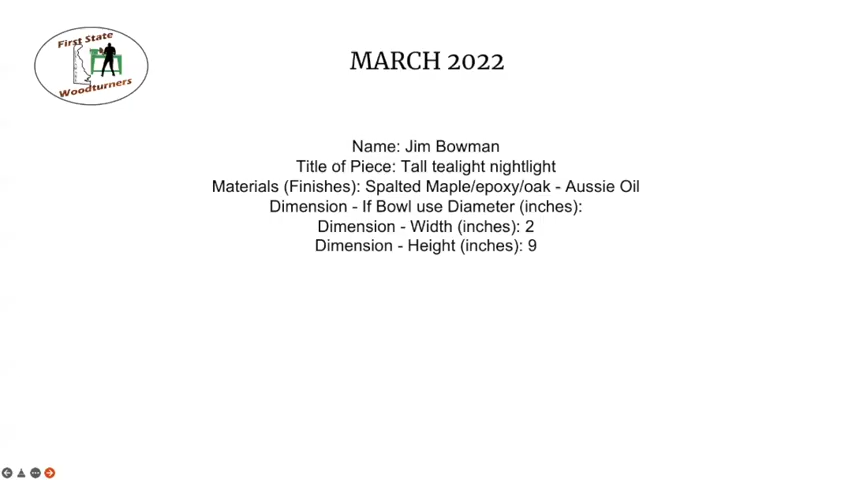 First State
Woodturners
MARCH 2022
Name: Jim Bowman
Title of Piece: Tall tealight nightlight
Materials (Finishes): Spalted Maple/epoxy/oak - Aussie Oil
Dimension - If Bowl use Diameter (inches):
Dimension - Width (inches): 2
Dimension - Height (inches): 9